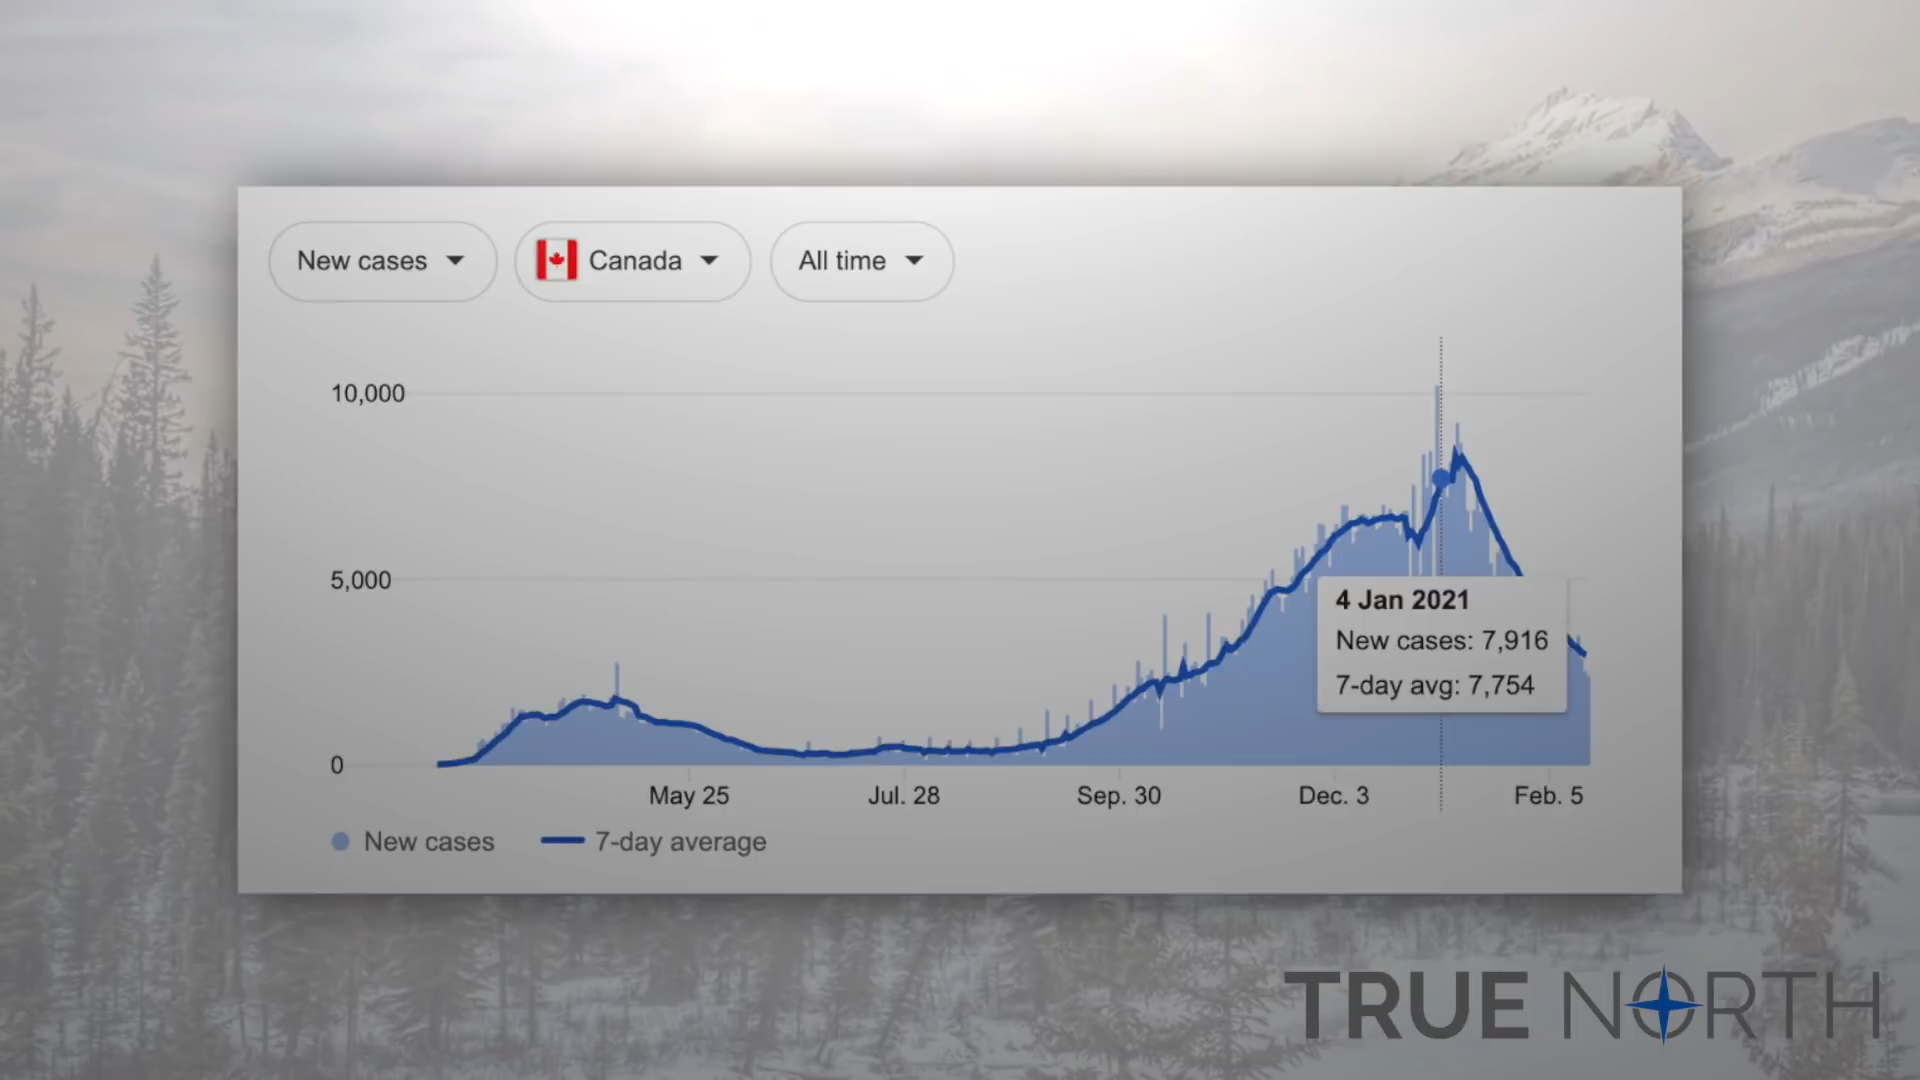 New cases Canada All time
10,000
5,000
0
4 Jan 2021
New cases: 7,916
7-day avg: 7,754
May 25 Jul. 28 Sep. 30 Dec. 3 Feb. 5
New cases 7-day average
TRUE NORTH